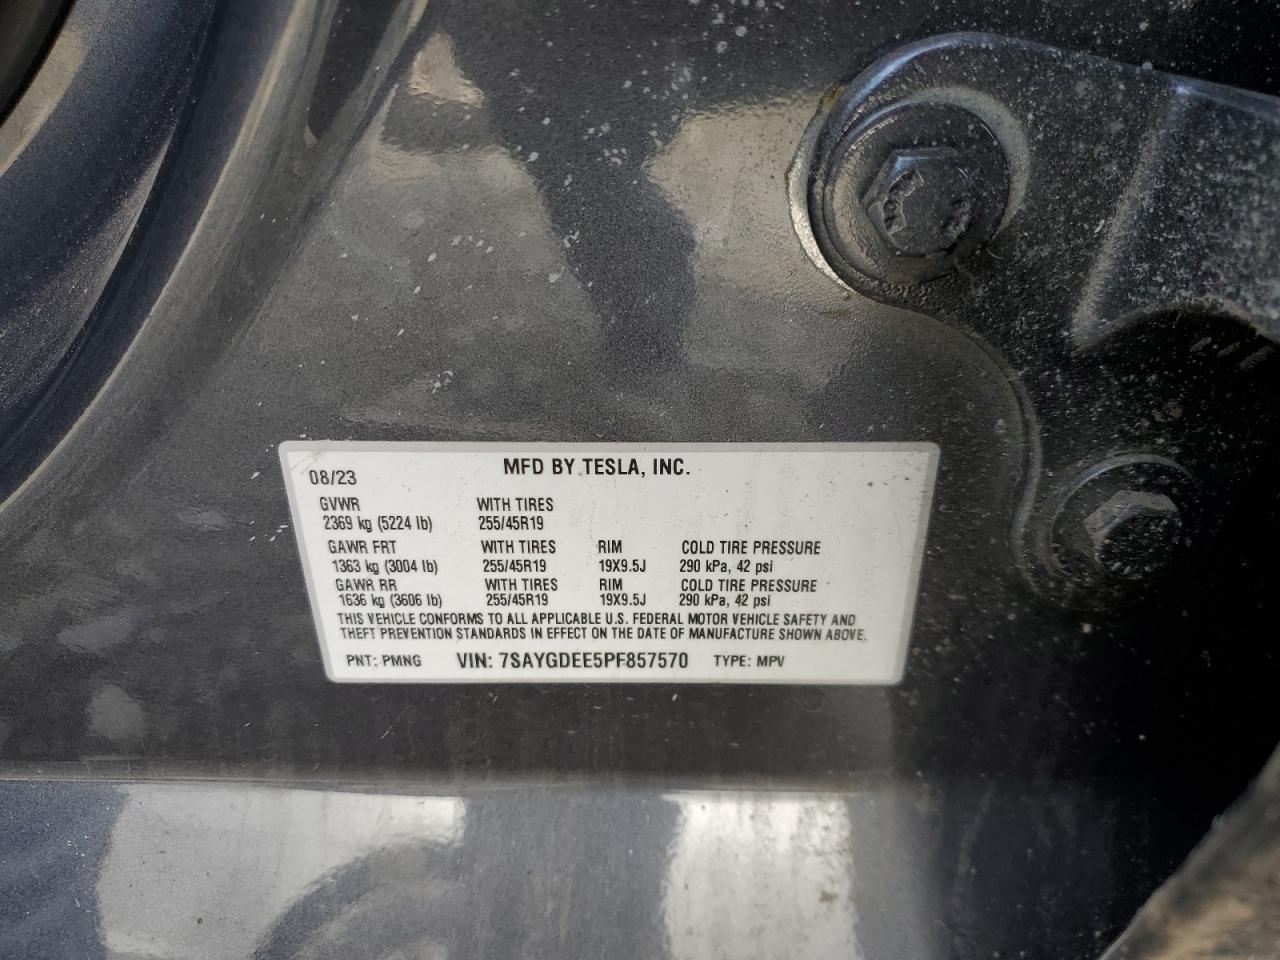 MFD BY TESLA, INC.
08/23
GVWR WITH TIRES
2369 kg (5224 lb) 255/45R19
GAWR FRT WITH TIRES RIM COLD TIRE PRESSURE
1363 kg (3004 lb) 255/45R19 19X9.5J 290 kPa, 42 psi
GAWR RR WITH TIRES RIM COLD TIRE PRESSURE
1636 kg (3606 lb) 255/45R19 19X9.5J 290 kPa, 42 psi
THIS VEHICLE CONFORMS TO ALL APPLICABLE U.S. FEDERAL MOTOR VEHICLE SAFETY AND
THEFT PREVENTION STANDARDS IN EFFECT ON THE DATE OF MANUFACTURE SHOWN ABOVE.
PNT: PMNG VIN: 7SAYGDEE5PF857570 TYPE: MPV